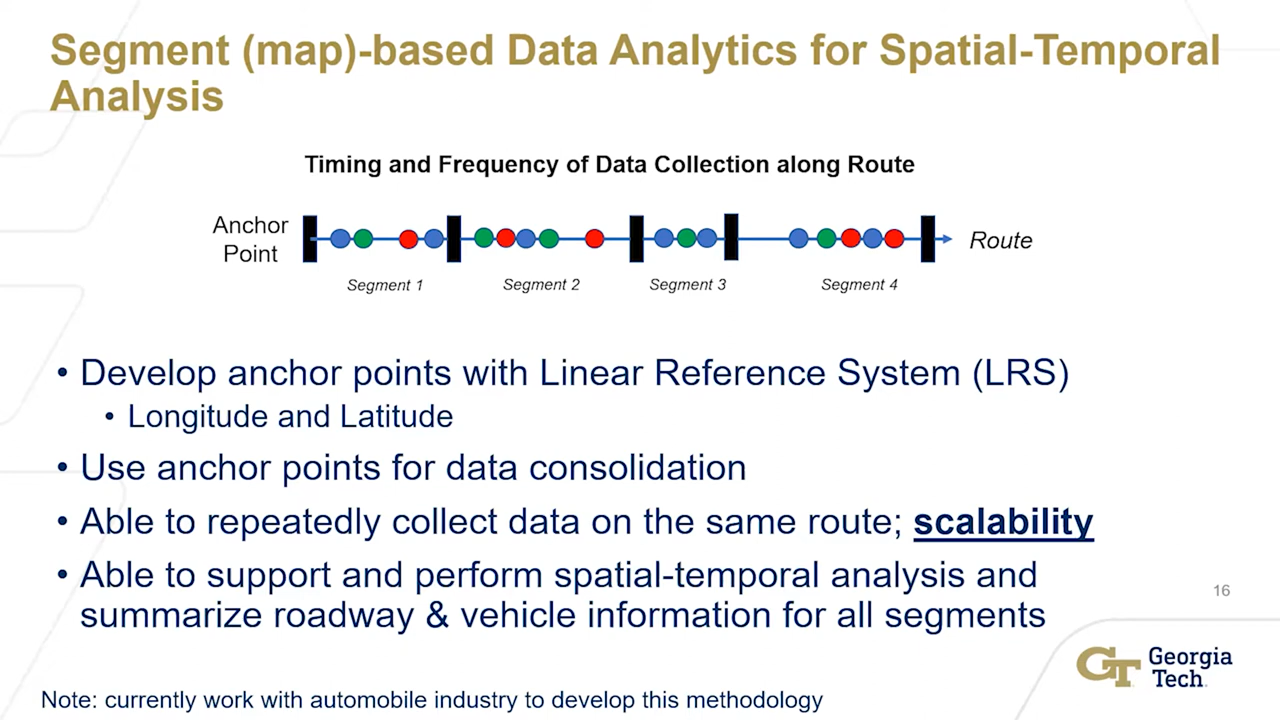 Segment (map)-based Data Analytics for Spatial-Temporal
Analysis
Timing and Frequency of Data Collection along Route
Anchor
Point
Route
Segment 1
Segment 2
Segment 3
Segment 4
• Develop anchor points with Linear Reference System (LRS)
• Longitude and Latitude
• Use anchor points for data consolidation
• Able to repeatedly collect data on the same route; scalability
• Able to support and perform spatial-temporal analysis and
summarize roadway & vehicle information for all segments
16
GT Georgia
Tech
Note: currently work with automobile industry to develop this methodology